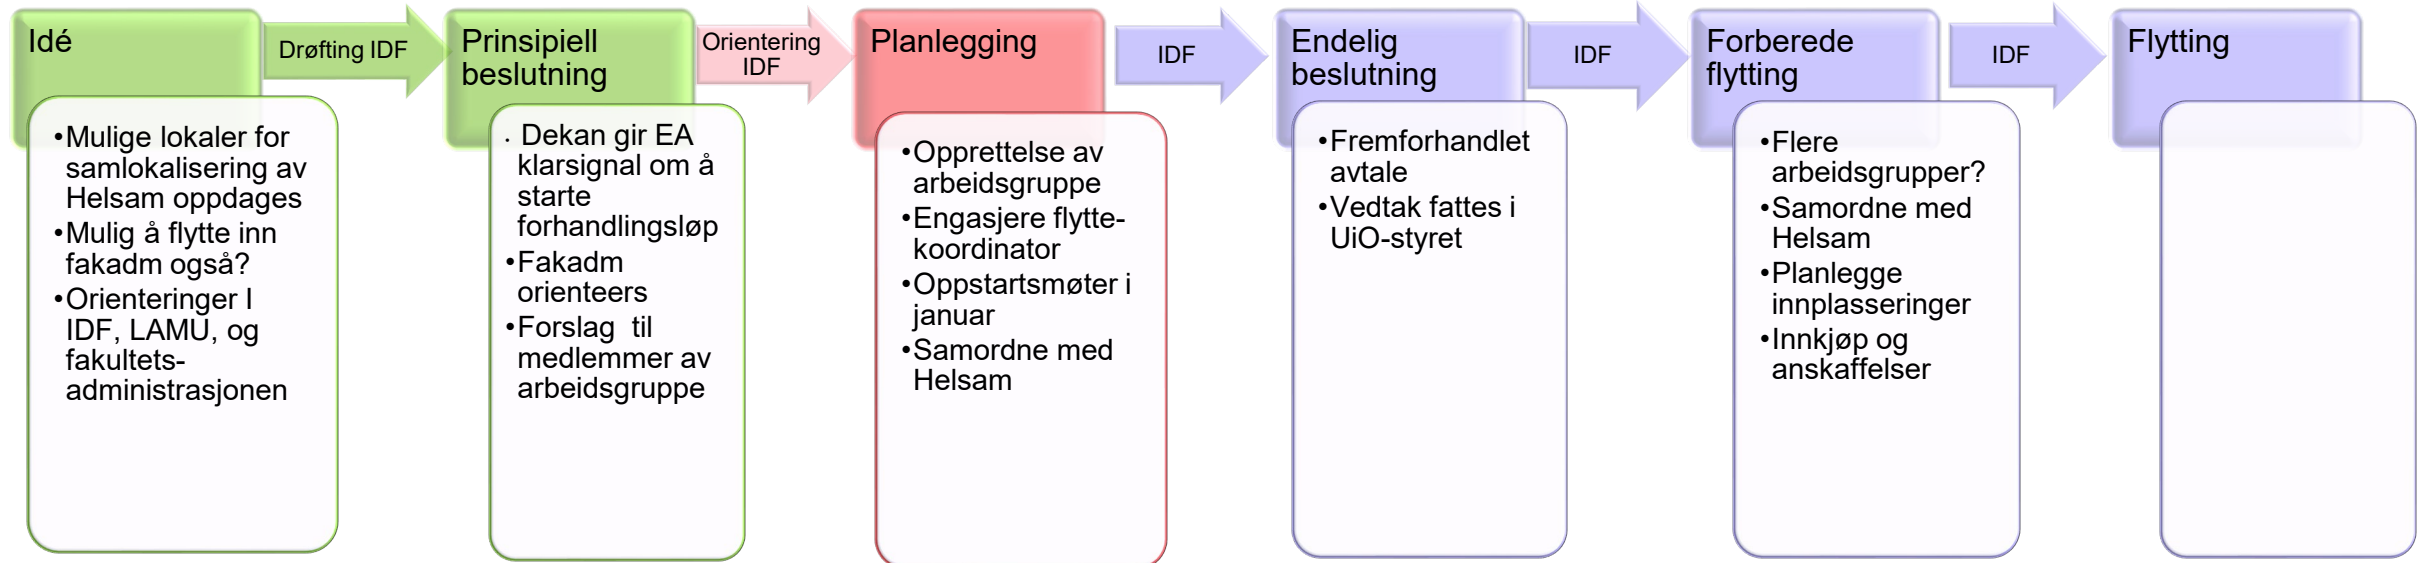 Idé
•Mulige lokaler for
samlokalisering av
Helsam oppdages
•Mulig å flytte inn
fakadm også?
•Orienteringer I
IDF, LAMU, og
fakultets-
administrasjonen
Drøfting IDF
Prinsipiell
beslutning
. Dekan gir EA
klarsignal om å
starte
forhandlingsløp
•Fakadm
orienteers
•Forslag  til
medlemmer av
arbeidsgruppe
Orientering
IDF
Planlegging
•Opprettelse av
arbeidsgruppe
•Engasjere flytte-
koordinator
•Oppstartsmøter i
januar
•Samordne med
Helsam
IDF
Endelig
beslutning
•Fremforhandlet
avtale
•Vedtak fattes i
UiO-styret
IDF
Forberede
flytting
•Flere
arbeidsgrupper?
•Samordne med
Helsam
•Planlegge
innplasseringer
•Innkjøp og
anskaffelser
IDF
Flytting